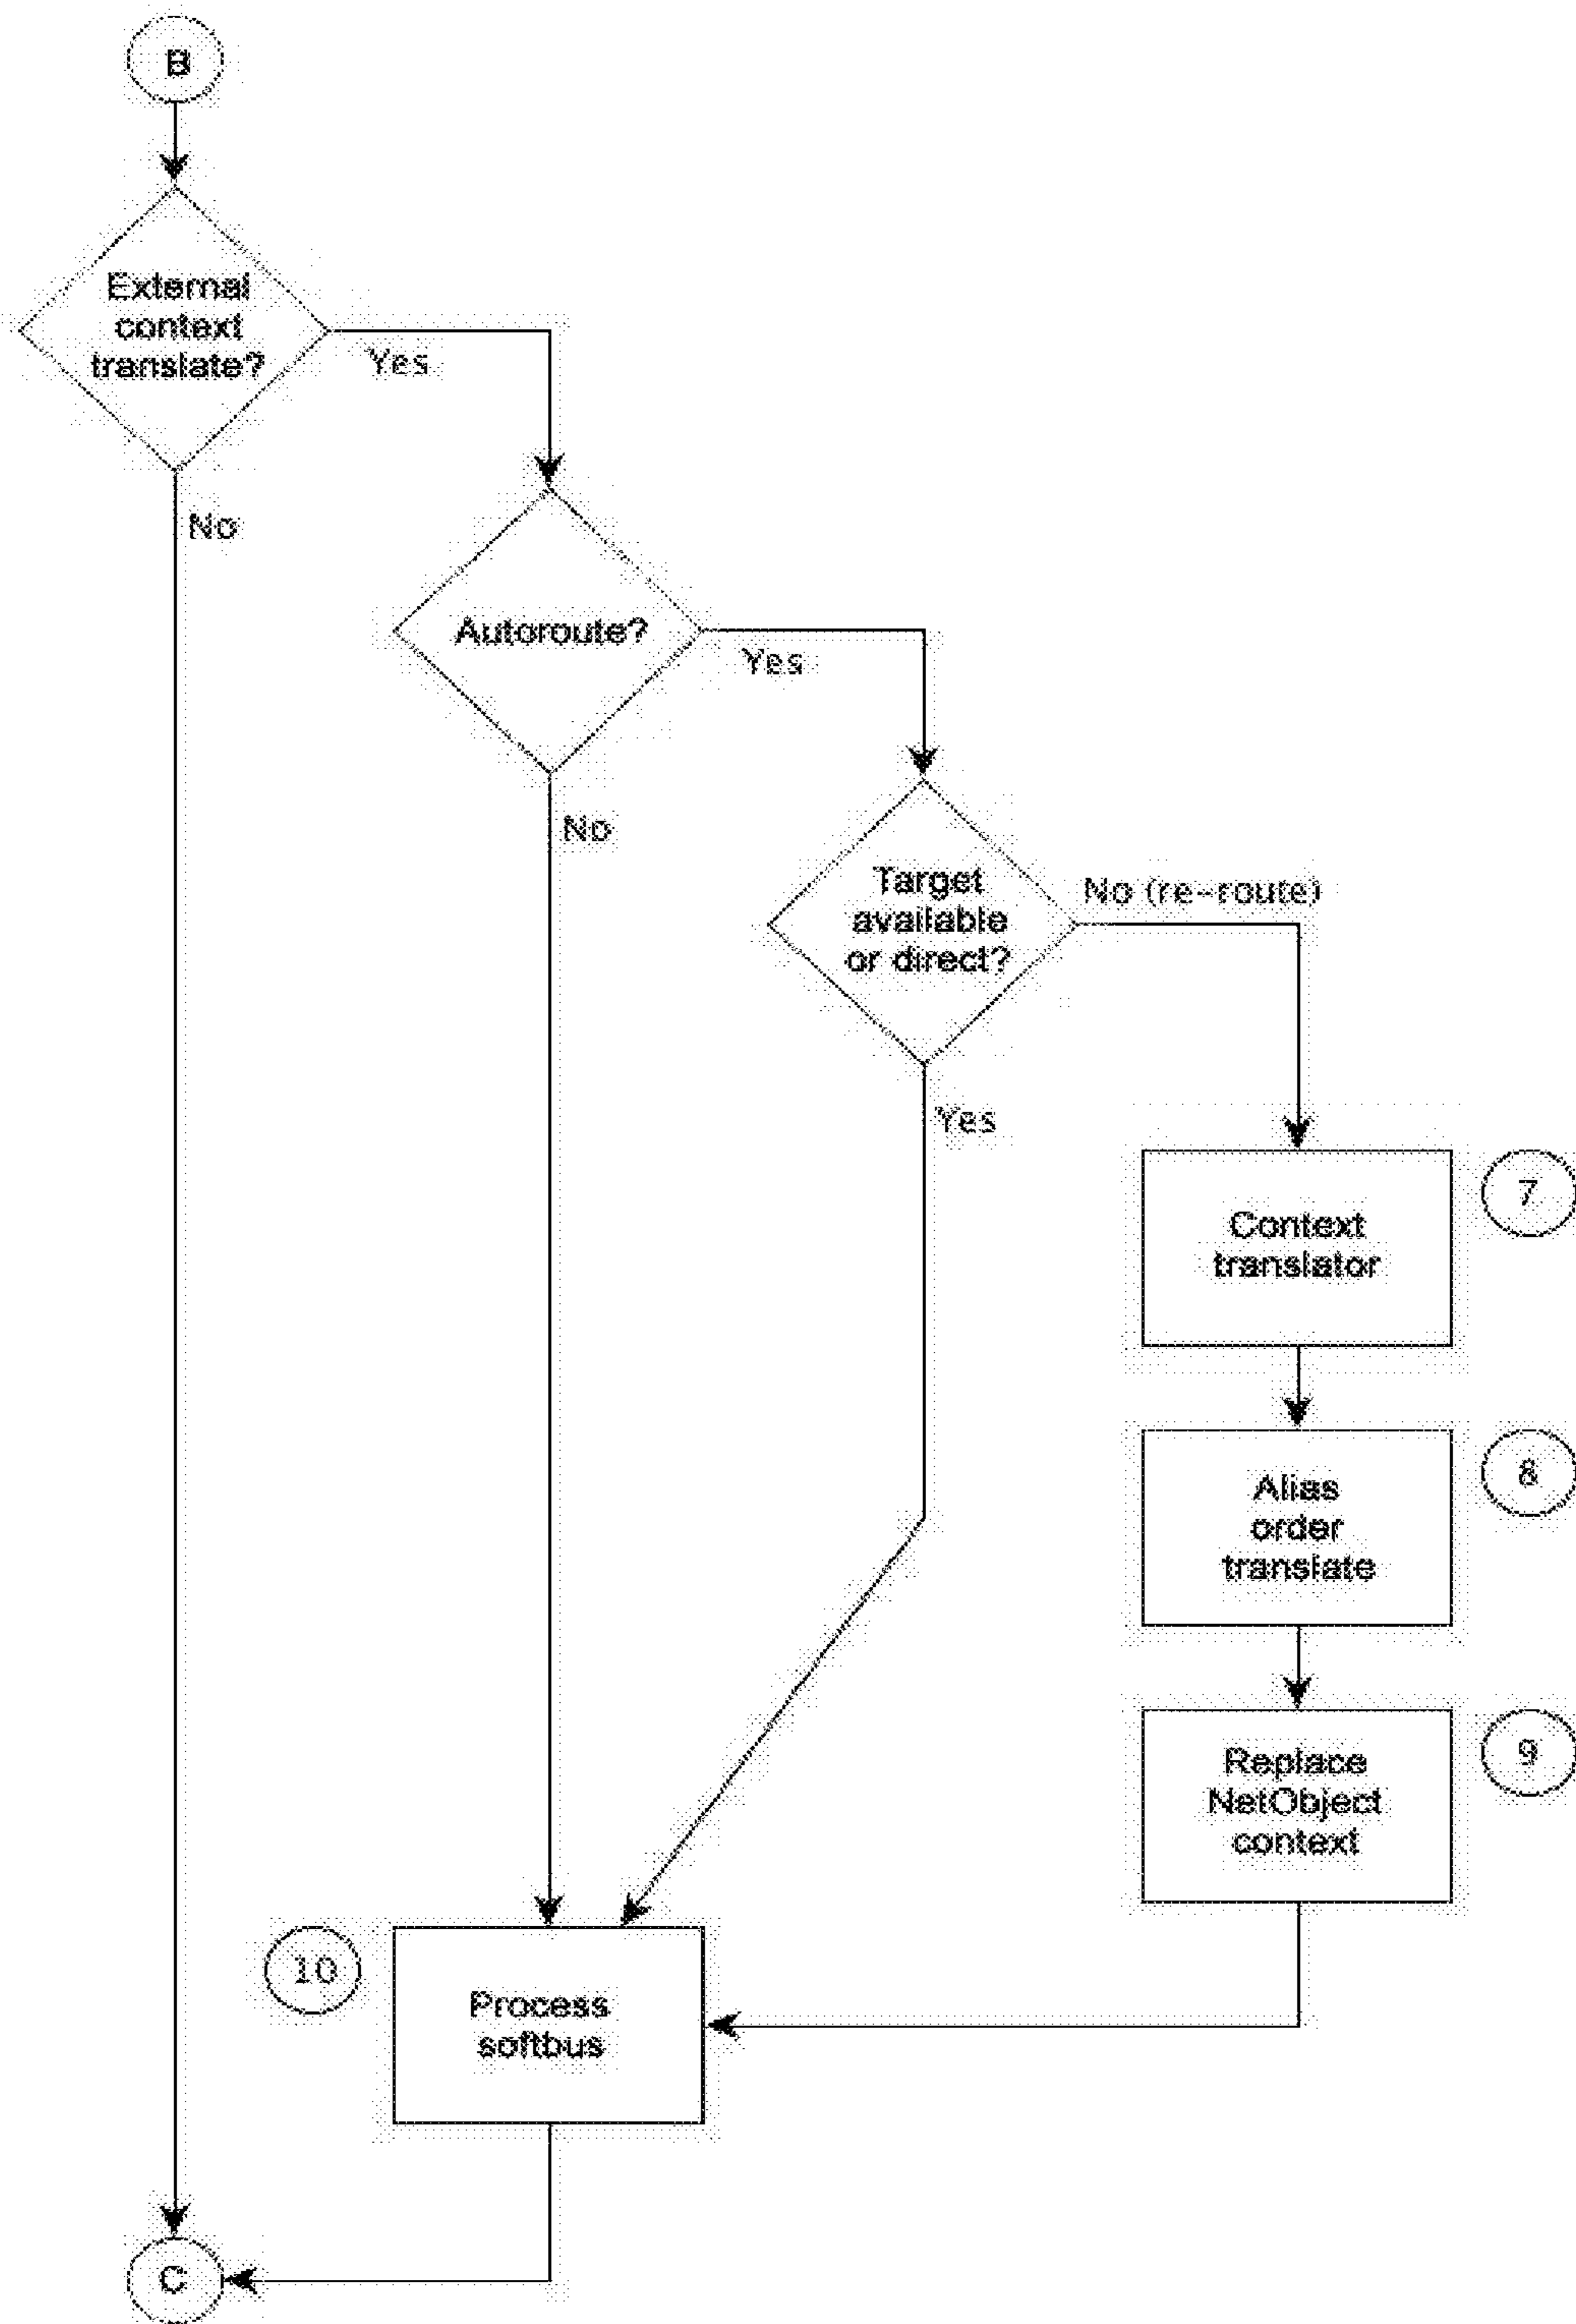 B
External
context
translate?
Yes
No
Autoroute?
Yes
No
Target
available
or direct?
No (re-route)
Yes
Context
translator
7
Alias
order
translate
8
Replace
NetObject
context
9
10
Process
softbus
C